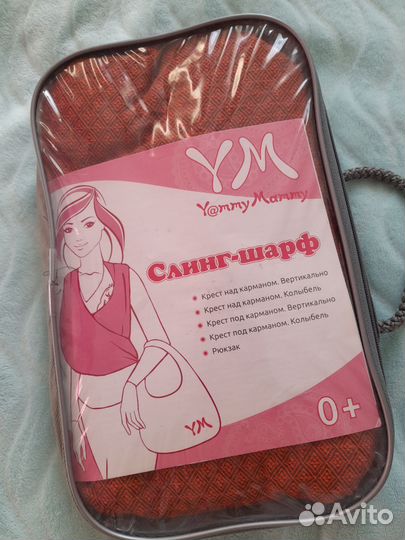 YM
Y@mmy Mammy
Слинг-шарф
• Крест над карманом. Вертикально
• Крест над карманом. Колыбель
• Крест под карманом. Вертикально
• Крест под карманом. Колыбель
• Рюкзак
YM
0+
Avito